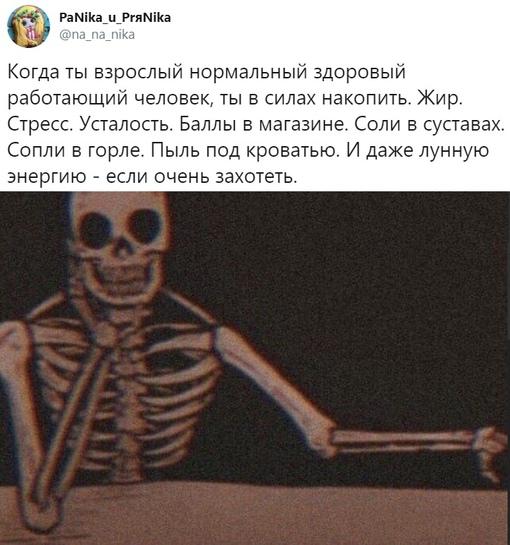 PaNika_u_PrяNika
@na_na_nika
Когда ты взрослый нормальный здоровый
работающий человек, ты в силах накопить. Жир.
Стресс. Усталость. Баллы в магазине. Соли в суставах.
Сопли в горле. Пыль под кроватью. И даже лунную
энергию - если очень захотеть.